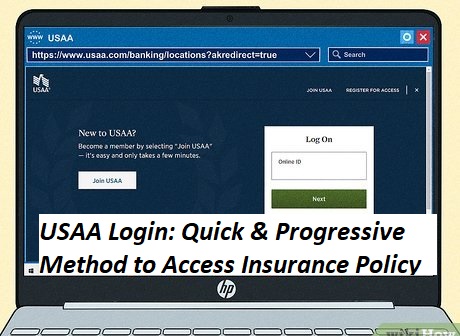 USAA
https://www.usaa.com/banking/locations?akredirect=true
Search
USAA
JOIN USAA
REGISTER FOR ACCESS
New to USAA?
Become a member by selecting "Join USAA"
— it's easy and only takes a few minutes.
Join USAA
Log On
Online ID
Next
USAA Login: Quick & Progressive
Method to Access Insurance Policy
hp
wikiHow